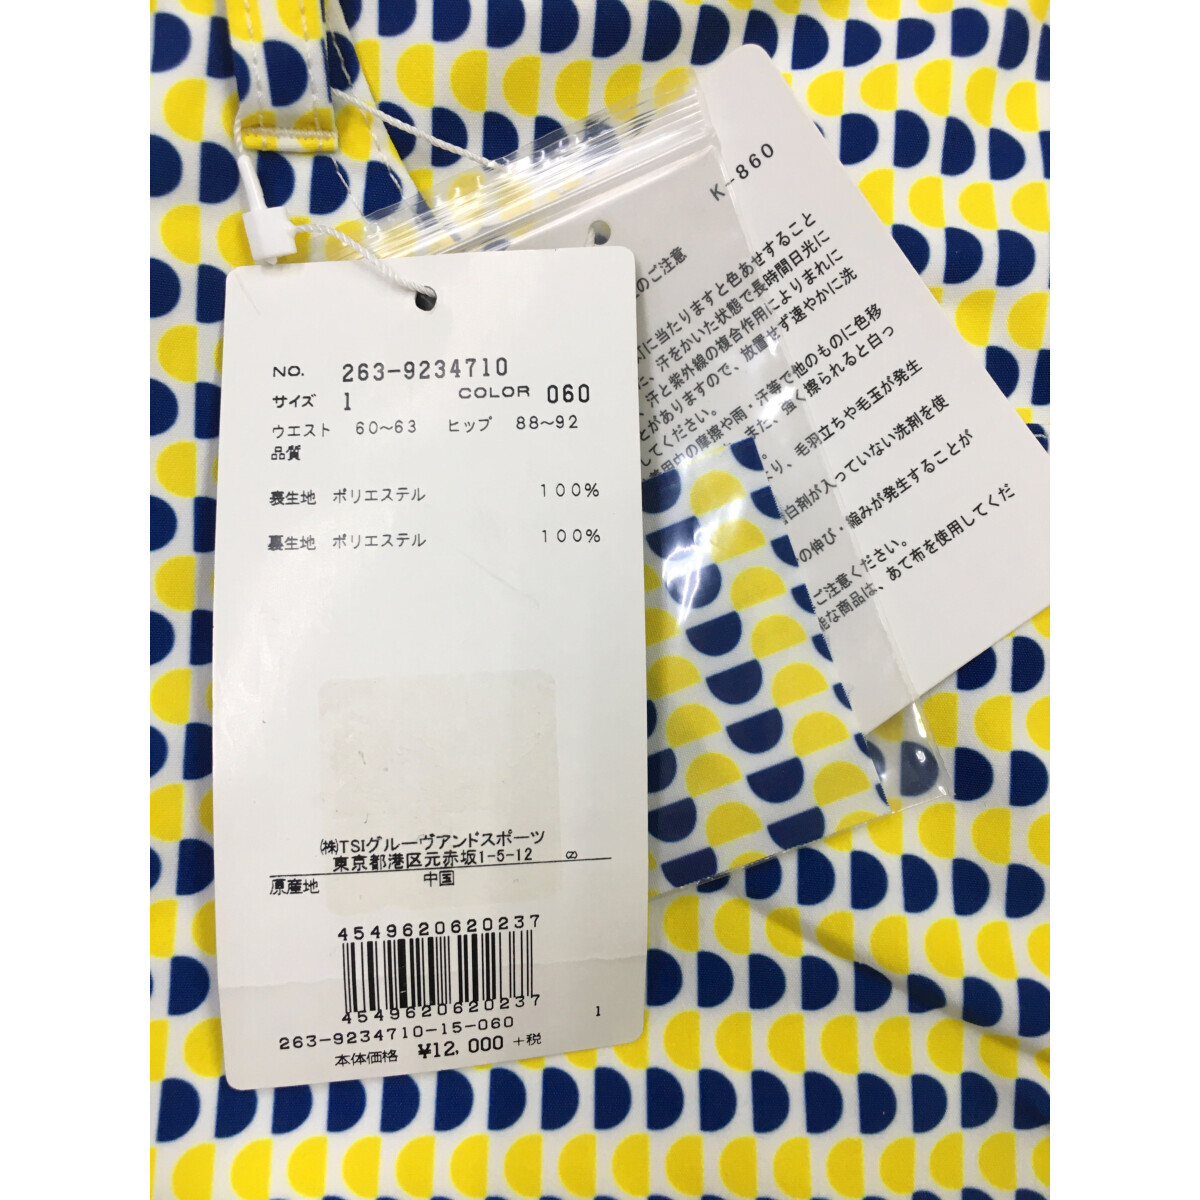 NO. 263-9234710
サイズ 1 COLOR 060
ウエスト 60〜63 ヒップ 88〜92
品質
裏生地 ポリエステル 100%
裏生地 ポリエステル 100%
㈱TSIグルーヴアンドスポーツ
東京都港区元赤坂1-5-12 (2)
原産地 中国
4549620620237
4549620620237
263-9234710-15-060 1
本体価格 ¥12,000 +税
K-860
のご注意
に当たりますと色あせすること
に、汗をかいた状態で長時間日光に
、汗と紫外線の複合作用によりまれに
とがありますので、放置せず速やかに洗
してください。
着用中の摩擦や雨・汗等で他のものに色移
。また、強く擦られると白っ
より、毛羽立ちや毛玉が発生
白剤が入っていない洗剤を使
の伸び・縮みが発生することが
ご注意ください。
能な商品は、あて布を使用してくだ